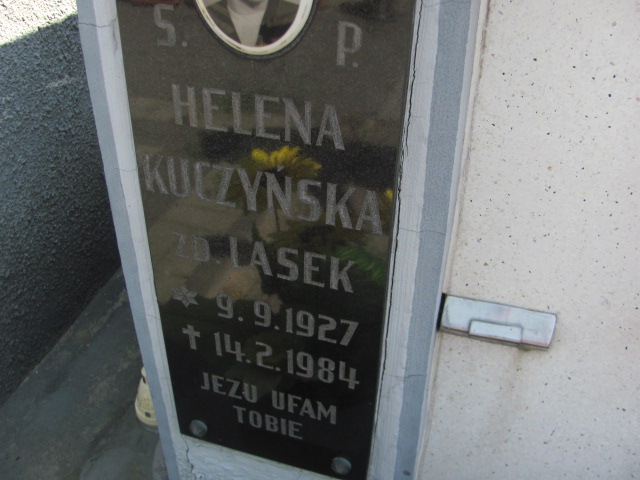 S. P.
HELENA
KUCZYŃSKA
ZD. LASEK
* 9.9.1927
† 14.2.1984
JEZU UFAM
TOBIE